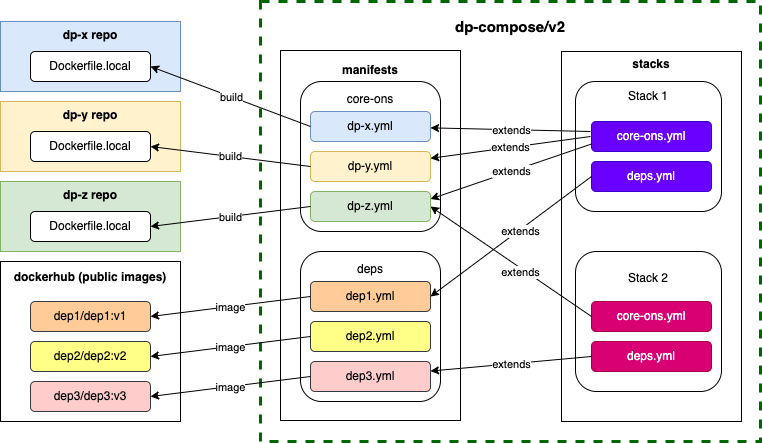 dp-compose/v2
dp-x repo
Dockerfile.local
dp-y repo
Dockerfile.local
dp-z repo
Dockerfile.local
dockerhub (public images)
dep1/dep1:v1
dep2/dep2:v2
dep3/dep3:v3
build
build
build
image
image
image
manifests
core-ons
dp-x.yml
dp-y.yml
dp-z.yml
deps
dep1.yml
dep2.yml
dep3.yml
extends
extends
extends
extends
extends
extends
stacks
Stack 1
core-ons.yml
deps.yml
Stack 2
core-ons.yml
deps.yml